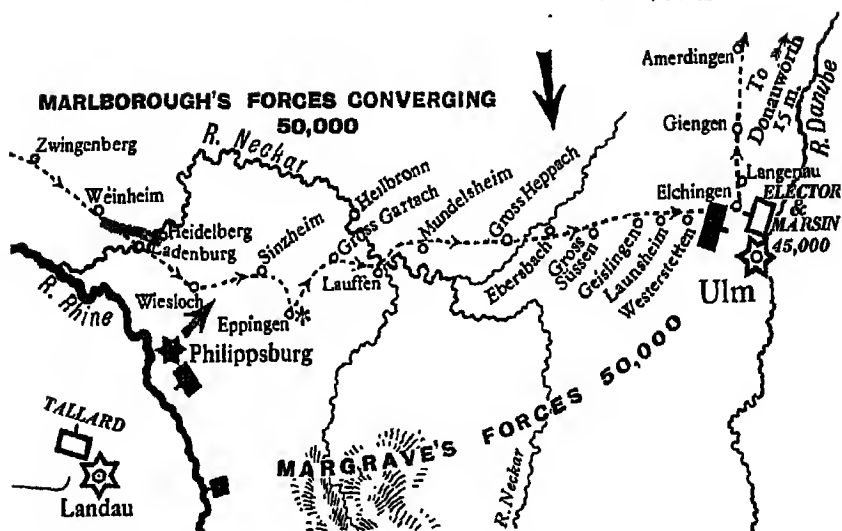 Amerdingen
To Donauwörth
15 m.
R. Danube
MARLBOROUGH'S FORCES CONVERGING
50,000
Giengen
Zwingenberg
R. Neckar
Weinheim
Heilbronn
Gross Gartsch
Mundelsheim
Gross Heppach
Langenau
Elchingen
ELECTOR
& MARSIN
45,000
Heidelberg
Ladenburg
Sinzheim
Wiesloch
Lauffen
Ebersbach
Gross
Süssen
Geislingen
Launsheim
Westerstetten
Ulm
R. Rhine
Eppingen
Philippsburg
TALLARD
Landau
MARGRAVE'S FORCES 50,000
R. Neckar